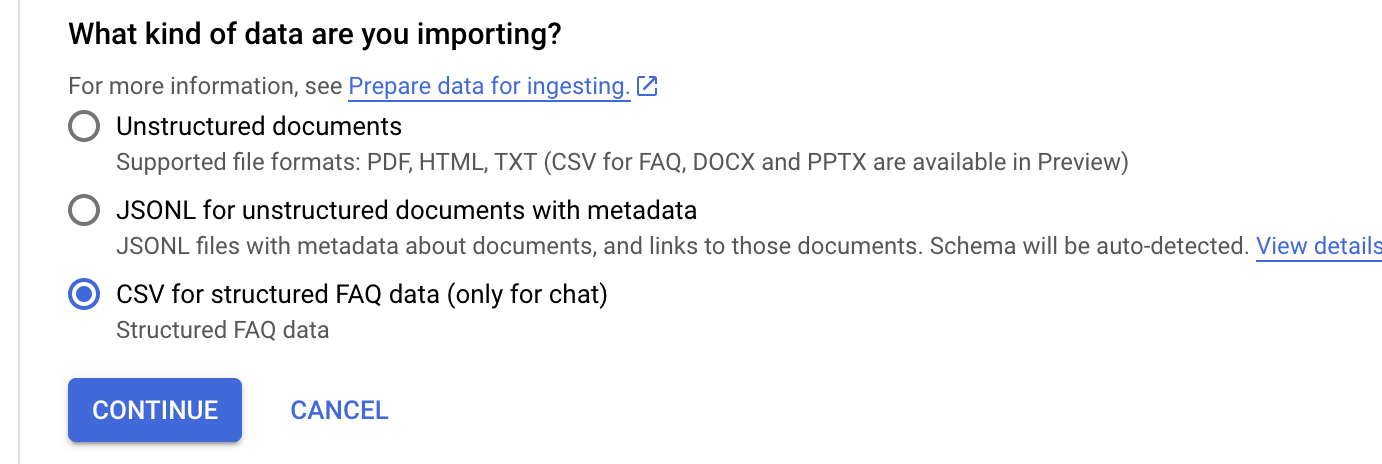 What kind of data are you importing?
For more information, see Prepare data for ingesting.
Unstructured documents
Supported file formats: PDF, HTML, TXT (CSV for FAQ, DOCX and PPTX are available in Preview)
JSONL for unstructured documents with metadata
JSONL files with metadata about documents, and links to those documents. Schema will be auto-detected. View details
CSV for structured FAQ data (only for chat)
Structured FAQ data
CONTINUE CANCEL